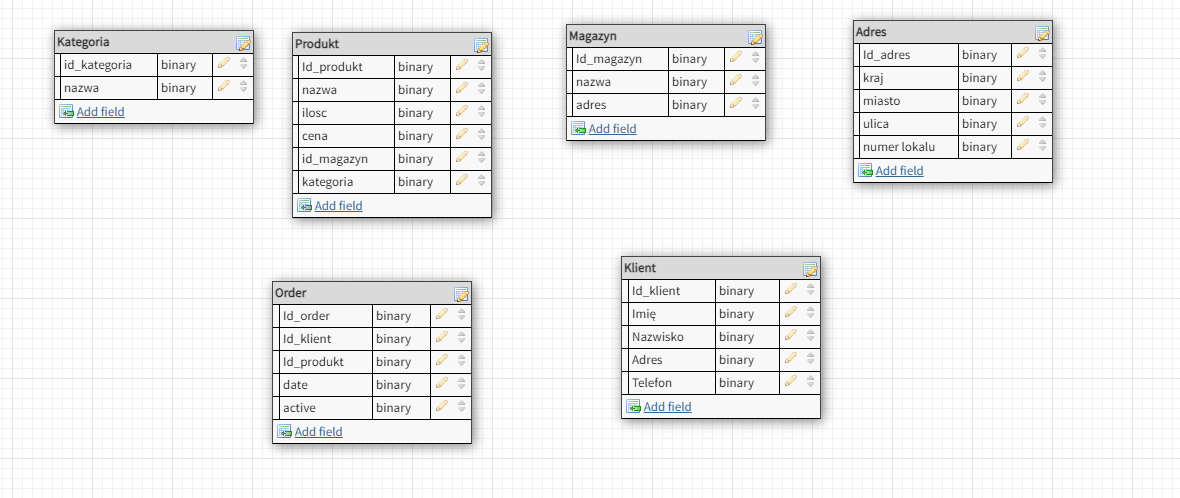 Kategoria
id_kategoria binary
nazwa binary
Add field
Produkt
Id_produkt binary
nazwa binary
ilosc binary
cena binary
id_magazyn binary
kategoria binary
Add field
Magazyn
Id_magazyn binary
nazwa binary
adres binary
Add field
Adres
Id_adres binary
kraj binary
miasto binary
ulica binary
numer lokalu binary
Add field
Order
Id_order binary
Id_klient binary
Id_produkt binary
date binary
active binary
Add field
Klient
Id_klient binary
Imię binary
Nazwisko binary
Adres binary
Telefon binary
Add field